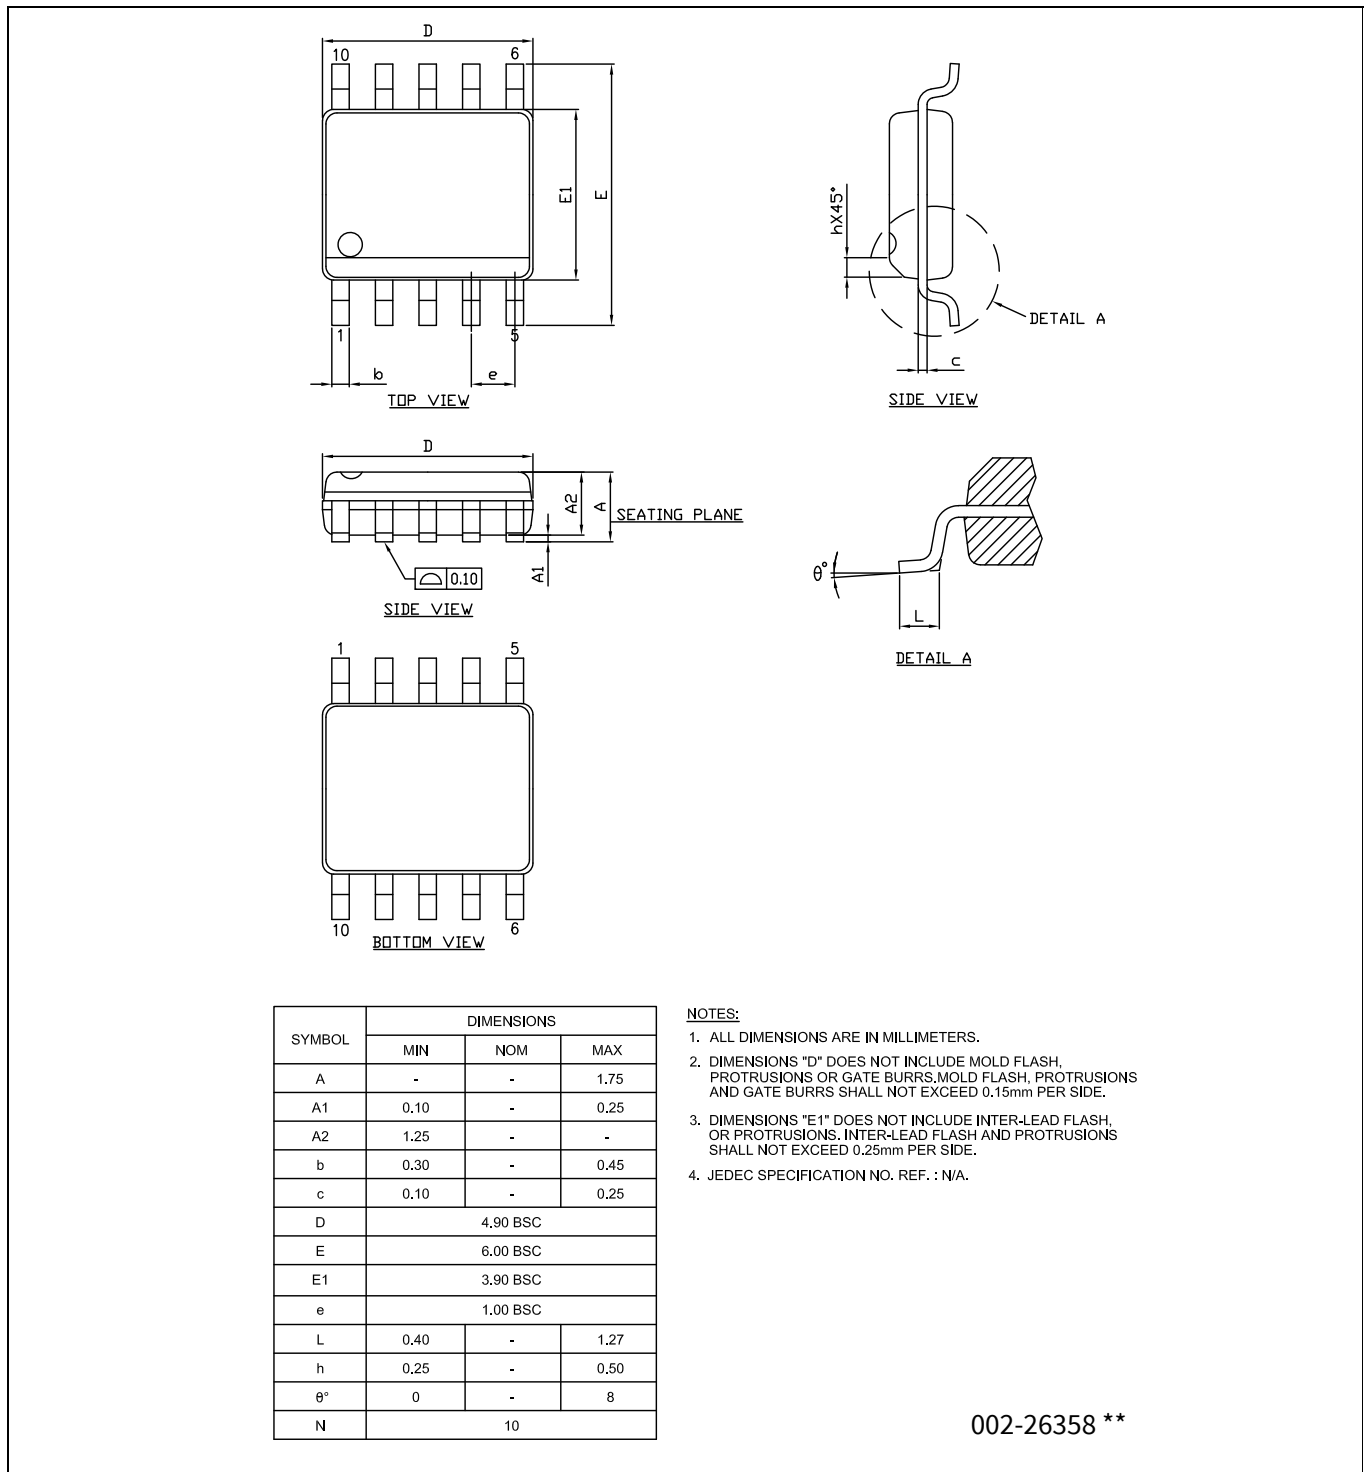 D
10 6
E1
E
1 5
b e
TOP VIEW
hX45°
DETAIL A
c
SIDE VIEW
D
A2
A
SEATING PLANE
A1
0.10
SIDE VIEW
θ°
L
DETAIL A
1 5
10 6
BOTTOM VIEW
SYMBOL DIMENSIONS
MIN NOM MAX
A - - 1.75
A1 0.10 - 0.25
A2 1.25 - -
b 0.30 - 0.45
c 0.10 - 0.25
D 4.90 BSC
E 6.00 BSC
E1 3.90 BSC
e 1.00 BSC
L 0.40 - 1.27
h 0.25 - 0.50
θ° 0 - 8
N 10
NOTES:
1. ALL DIMENSIONS ARE IN MILLIMETERS.
2. DIMENSIONS "D" DOES NOT INCLUDE MOLD FLASH,
PROTRUSIONS OR GATE BURRS.MOLD FLASH, PROTRUSIONS
AND GATE BURRS SHALL NOT EXCEED 0.15mm PER SIDE.
3. DIMENSIONS "E1" DOES NOT INCLUDE INTER-LEAD FLASH,
OR PROTRUSIONS. INTER-LEAD FLASH AND PROTRUSIONS
SHALL NOT EXCEED 0.25mm PER SIDE.
4. JEDEC SPECIFICATION NO. REF. : N/A.
002-26358 **